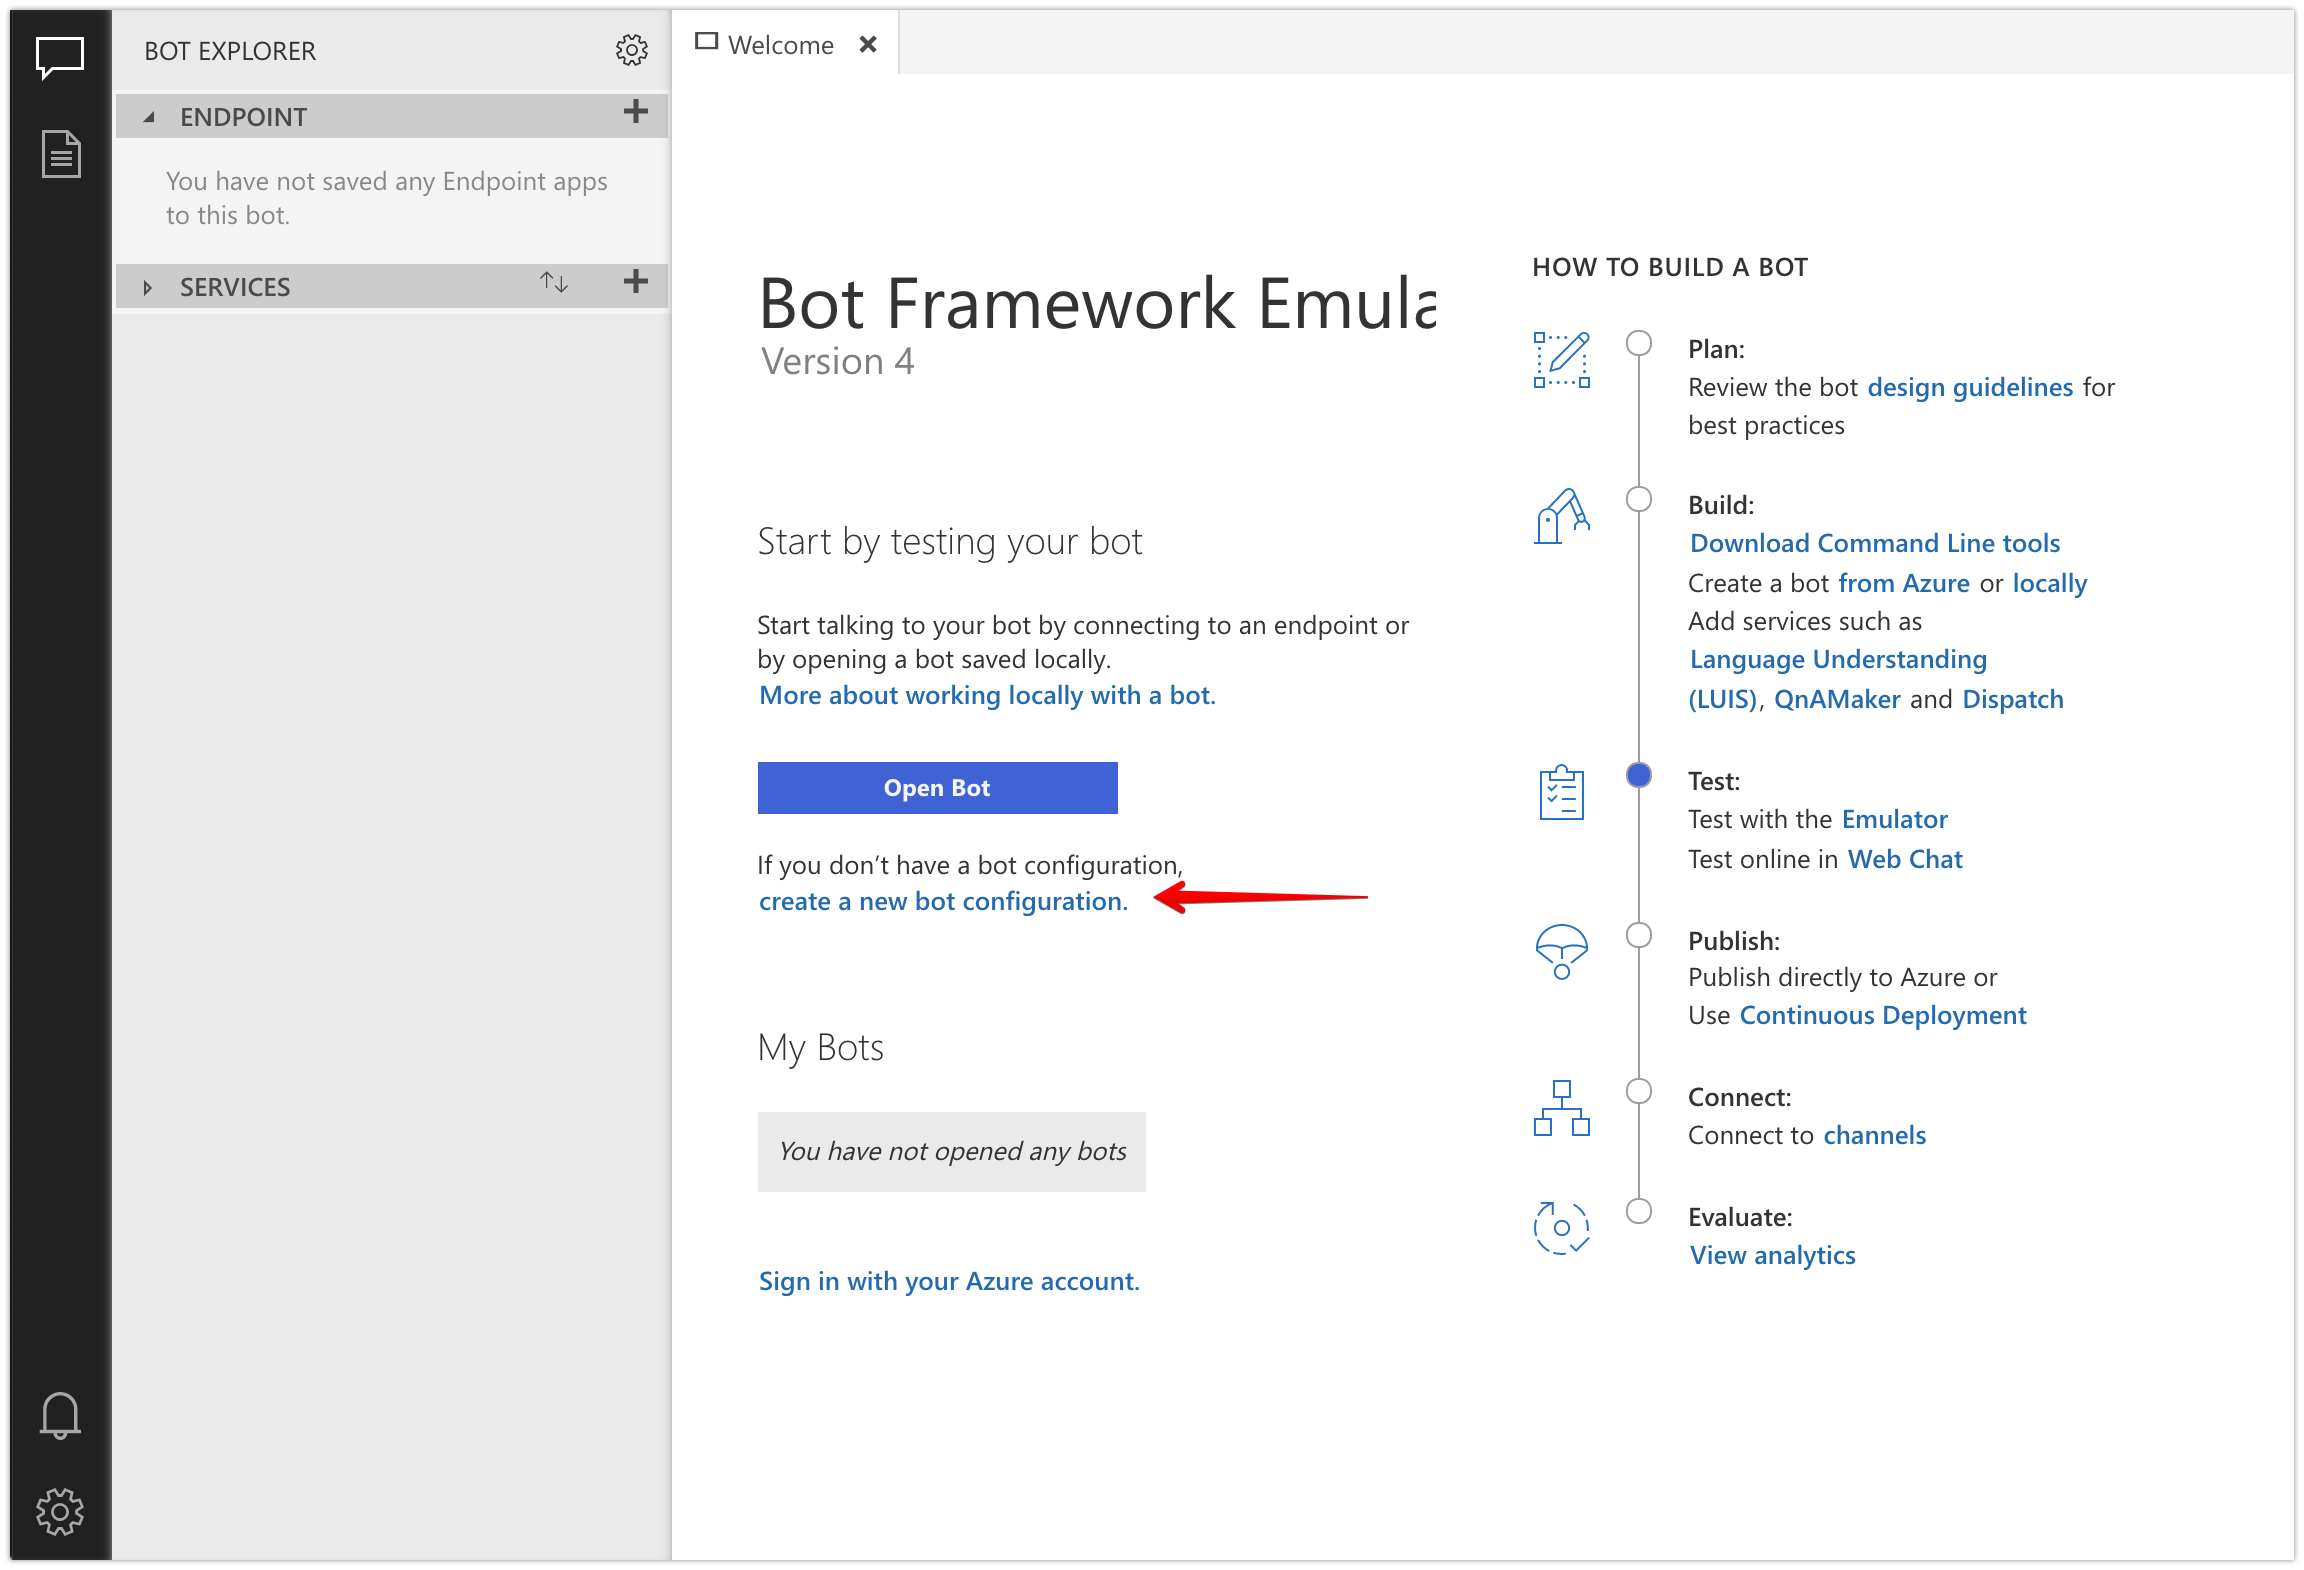 BOT EXPLORER
ENDPOINT
You have not saved any Endpoint apps
to this bot.
SERVICES
Welcome
Bot Framework Emula
Version 4
Start by testing your bot
Start talking to your bot by connecting to an endpoint or
by opening a bot saved locally.
More about working locally with a bot.
Open Bot
If you don’t have a bot configuration,
create a new bot configuration.
My Bots
You have not opened any bots
Sign in with your Azure account.
HOW TO BUILD A BOT
Plan:
Review the bot design guidelines for
best practices
Build:
Download Command Line tools
Create a bot from Azure or locally
Add services such as
Language Understanding
(LUIS), QnAMaker and Dispatch
Test:
Test with the Emulator
Test online in Web Chat
Publish:
Publish directly to Azure or
Use Continuous Deployment
Connect:
Connect to channels
Evaluate:
View analytics